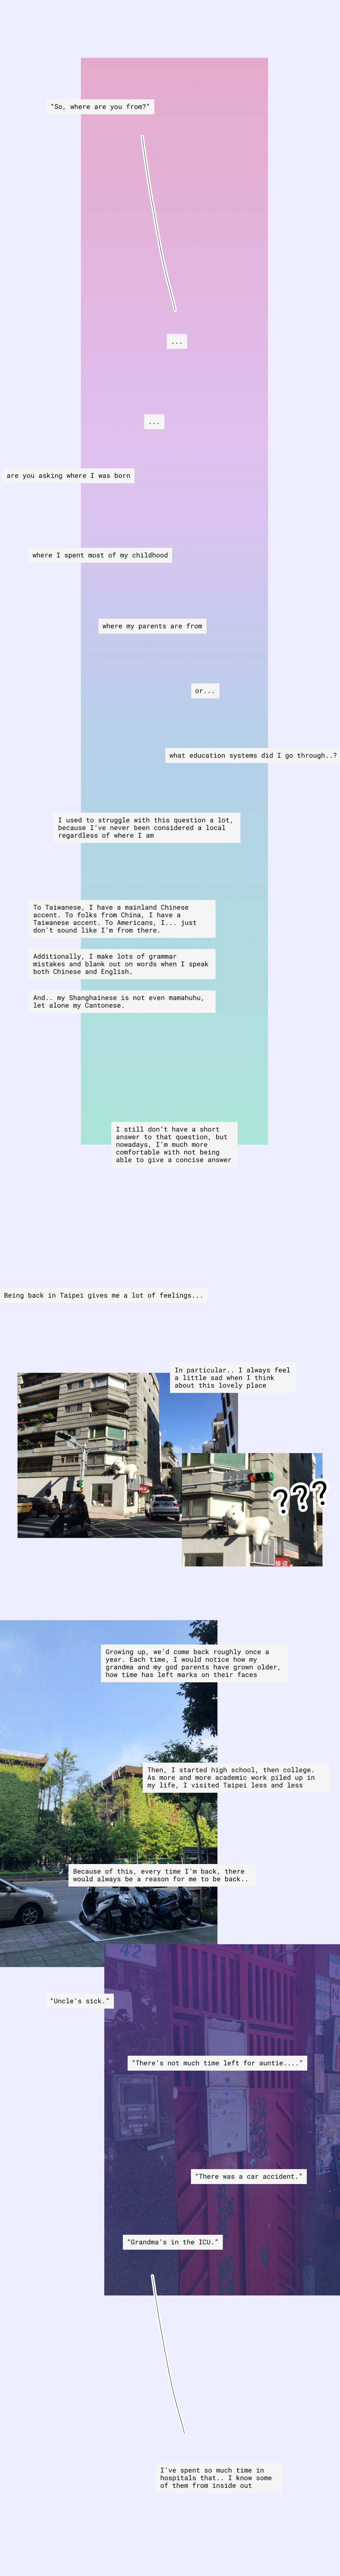 “So, where are you from?”
...
...
are you asking where I was born
where I spent most of my childhood
where my parents are from
or...
what education systems did I go through..?
I used to struggle with this question a lot,
because I’ve never been considered a local
regardless of where I am
To Taiwanese, I have a mainland Chinese
accent. To folks from China, I have a
Taiwanese accent. To Americans, I... just
don’t sound like I’m from there.
Additionally, I make lots of grammar
mistakes and blank out on words when I speak
both Chinese and English.
And.. my Shanghainese is not even mamahuhu,
let alone my Cantonese.
I still don’t have a short
answer to that question, but
nowadays, I’m much more
comfortable with not being
able to give a concise answer
Being back in Taipei gives me a lot of feelings...
In particular.. I always feel
a little sad when I think
about this lovely place
???
Growing up, we’d come back roughly once a
year. Each time, I would notice how my
grandma and my god parents have grown older,
how time has left marks on their faces
Then, I started high school, then college.
As more and more academic work piled up in
my life, I visited Taipei less and less
Because of this, every time I’m back, there
would always be a reason for me to be back..
42
“Uncle’s sick.”
“There’s not much time left for auntie....”
“There was a car accident.”
“Grandma’s in the ICU.”
I’ve spent so much time in
hospitals that.. I know some
of them from inside out